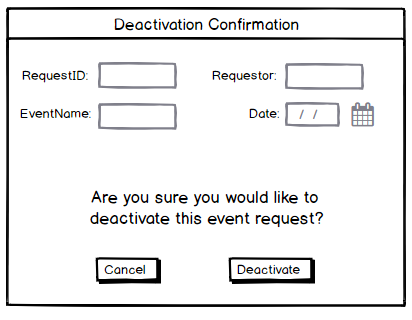 Deactivation Confirmation
RequestID: Requestor:
EventName: Date: / /
Are you sure you would like to
deactivate this event request?
Cancel Deactivate